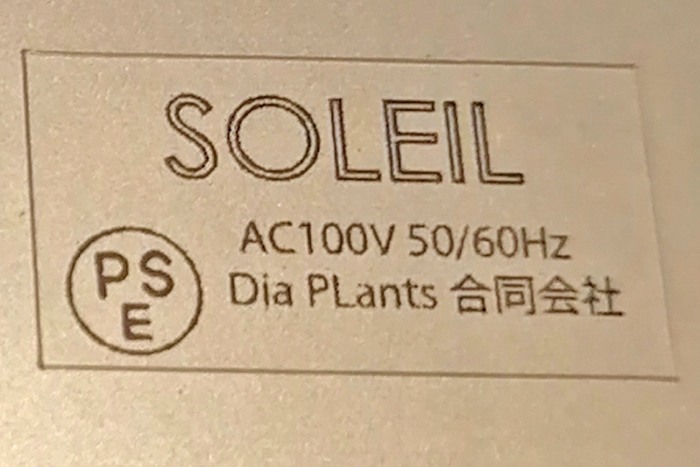 SOLEIL
AC100V 50/60Hz
PS
E
Dia PLants 合同会社